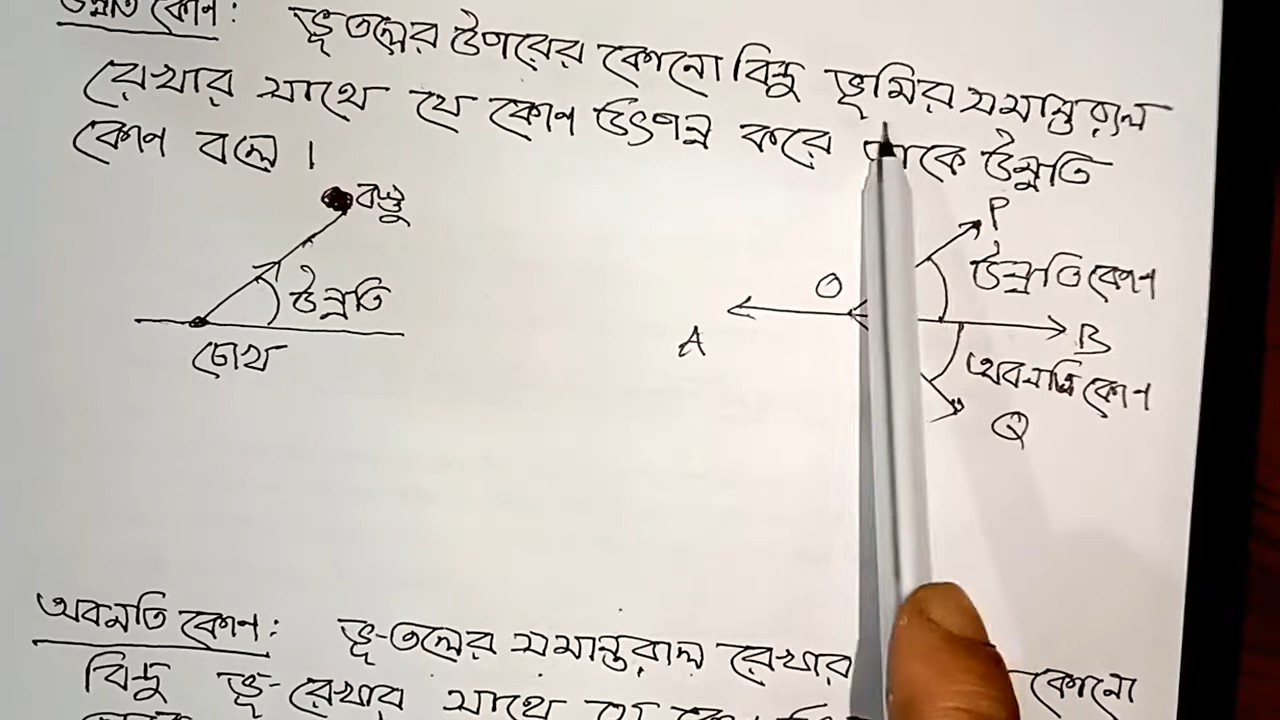 উন্নতি কোণ: ভূতলের উপরের কোনো বিন্দু ভূমির সমান্তরাল
রেখার সাথে যে কোণ উৎপন্ন করে তাকে উন্নতি
কোণ বলে।
বস্তু
উন্নতি
চোখ
P
উন্নতি কোণ
O
A
B
অবনতি কোণ
Q
অবনতি কোণ: ভূ-তলের সমান্তরাল রেখার কোনো
বিন্দু ভূ-রেখার সাথে যে